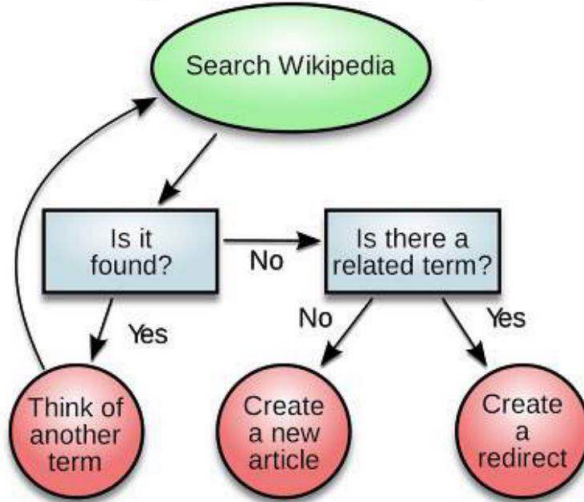 Search Wikipedia
Is it
found?
No
Is there a
related term?
Yes
No
Yes
Think of
another
term
Create
a new
article
Create
a
redirect